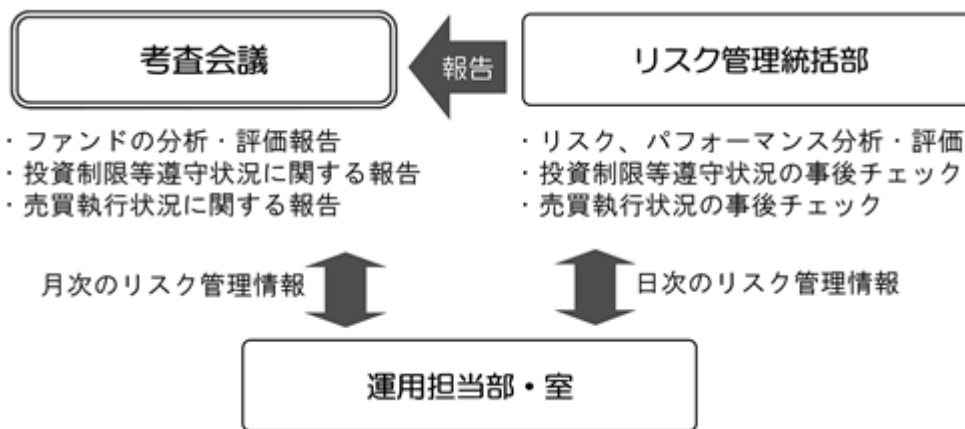 考査会議
報告
リスク管理統括部
・ファンドの分析・評価報告
・投資制限等遵守状況に関する報告
・売買執行状況に関する報告
・リスク、パフォーマンス分析・評価
・投資制限等遵守状況の事後チェック
・売買執行状況の事後チェック
月次のリスク管理情報
日次のリスク管理情報
運用担当部・室